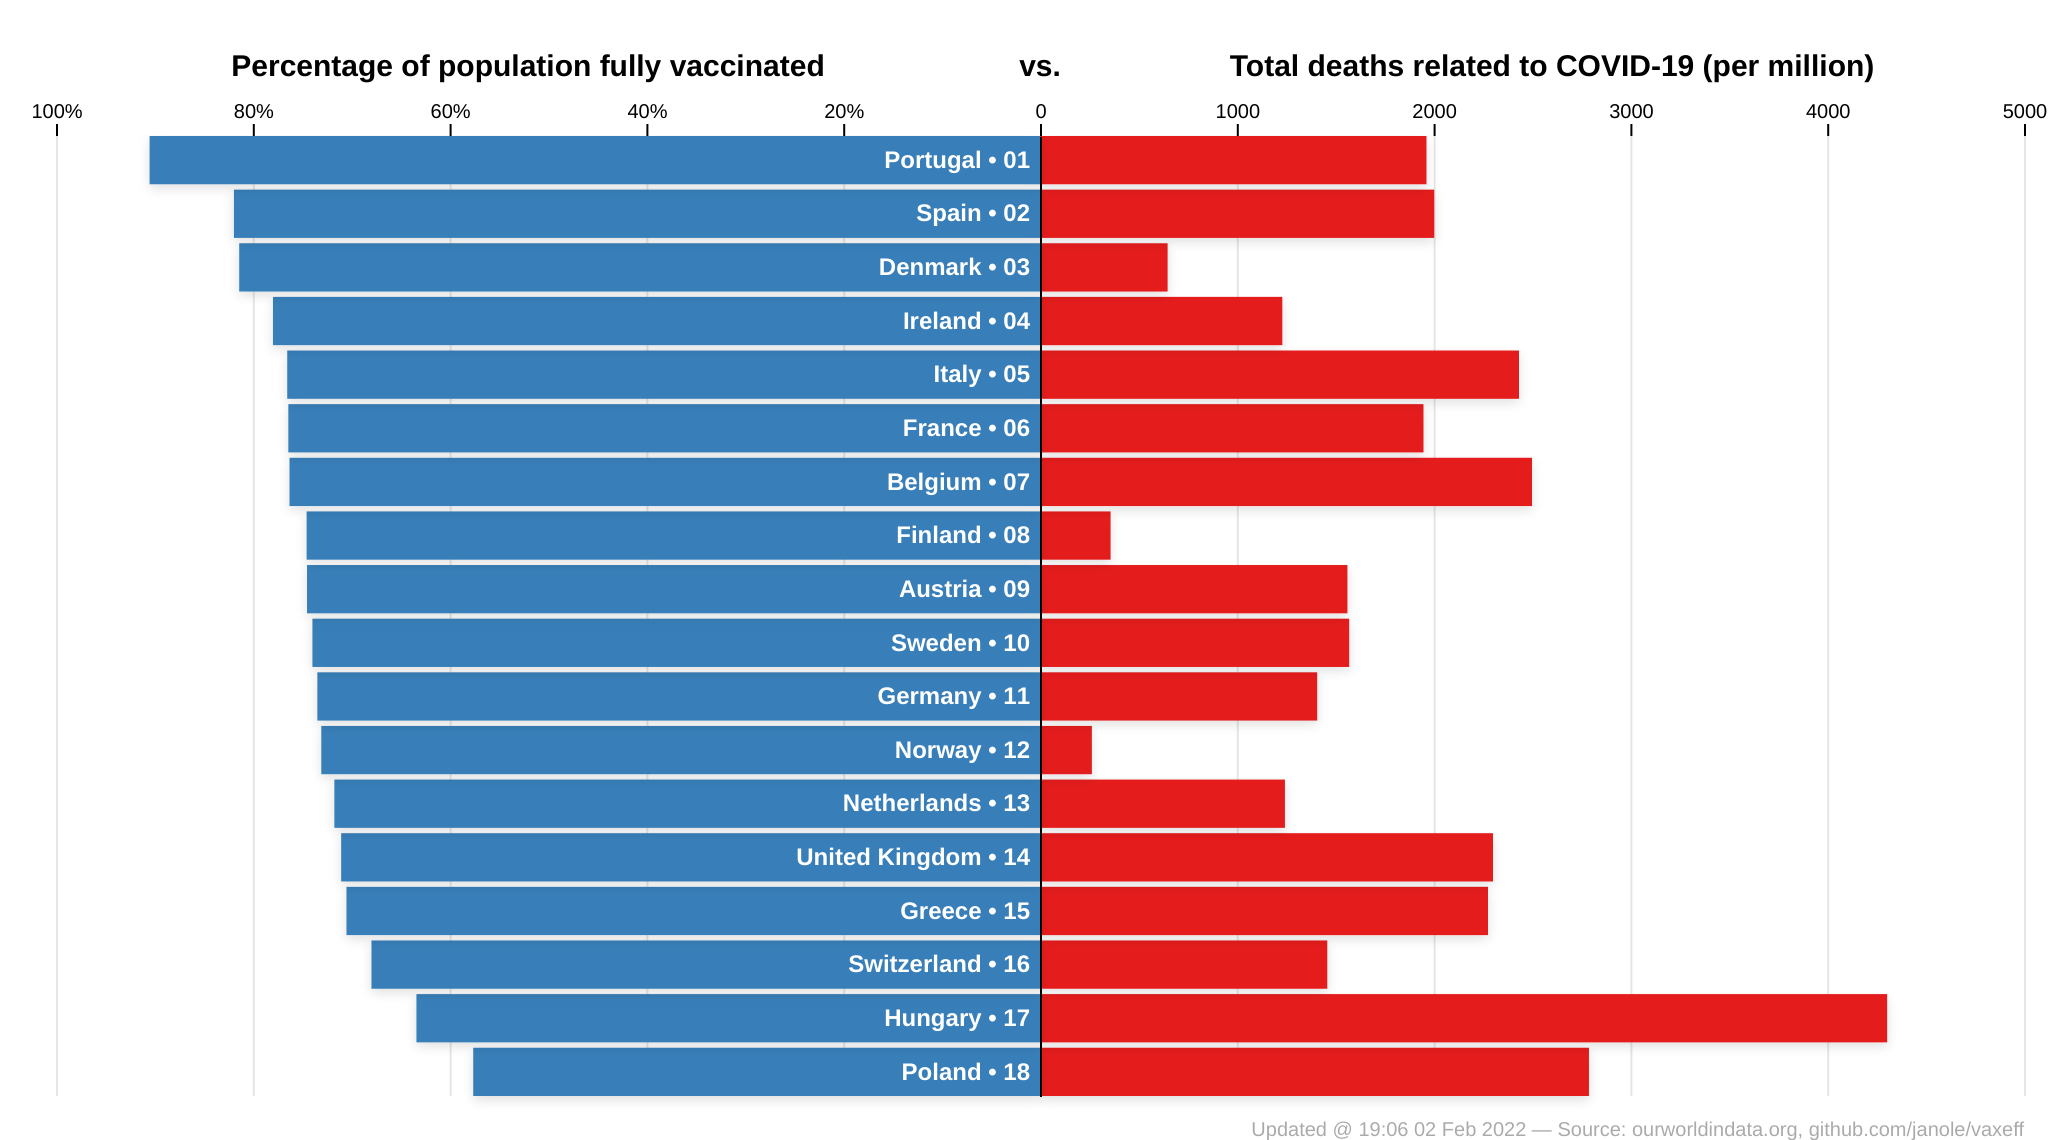 Percentage of population fully vaccinated vs. Total deaths related to COVID-19 (per million)
100% 80% 60% 40% 20% 0 1000 2000 3000 4000 5000
Portugal • 01
Spain • 02
Denmark • 03
Ireland • 04
Italy • 05
France • 06
Belgium • 07
Finland • 08
Austria • 09
Sweden • 10
Germany • 11
Norway • 12
Netherlands • 13
United Kingdom • 14
Greece • 15
Switzerland • 16
Hungary • 17
Poland • 18
Updated @ 19:06 02 Feb 2022 — Source: ourworldindata.org, github.com/janole/vaxeff